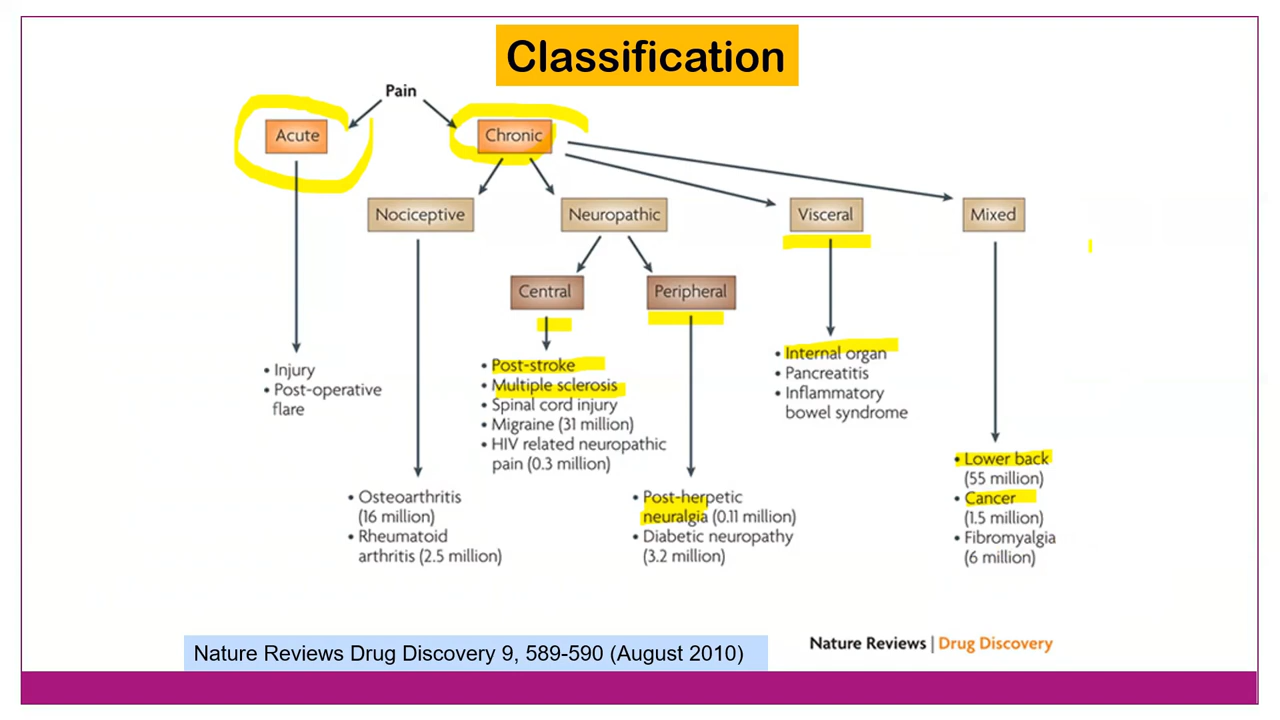 Classification
Pain
Acute
Chronic
Nociceptive
Neuropathic
Visceral
Mixed
Central
Peripheral
• Injury
• Post-operative
flare
• Osteoarthritis
(16 million)
• Rheumatoid
arthritis (2.5 million)
• Post-stroke
• Multiple sclerosis
• Spinal cord injury
• Migraine (31 million)
• HIV related neuropathic
pain (0.3 million)
• Post-herpetic
neuralgia (0.11 million)
• Diabetic neuropathy
(3.2 million)
• Internal organ
• Pancreatitis
• Inflammatory
bowel syndrome
• Lower back
(55 million)
• Cancer
(1.5 million)
• Fibromyalgia
(6 million)
Nature Reviews Drug Discovery 9, 589-590 (August 2010)
Nature Reviews | Drug Discovery